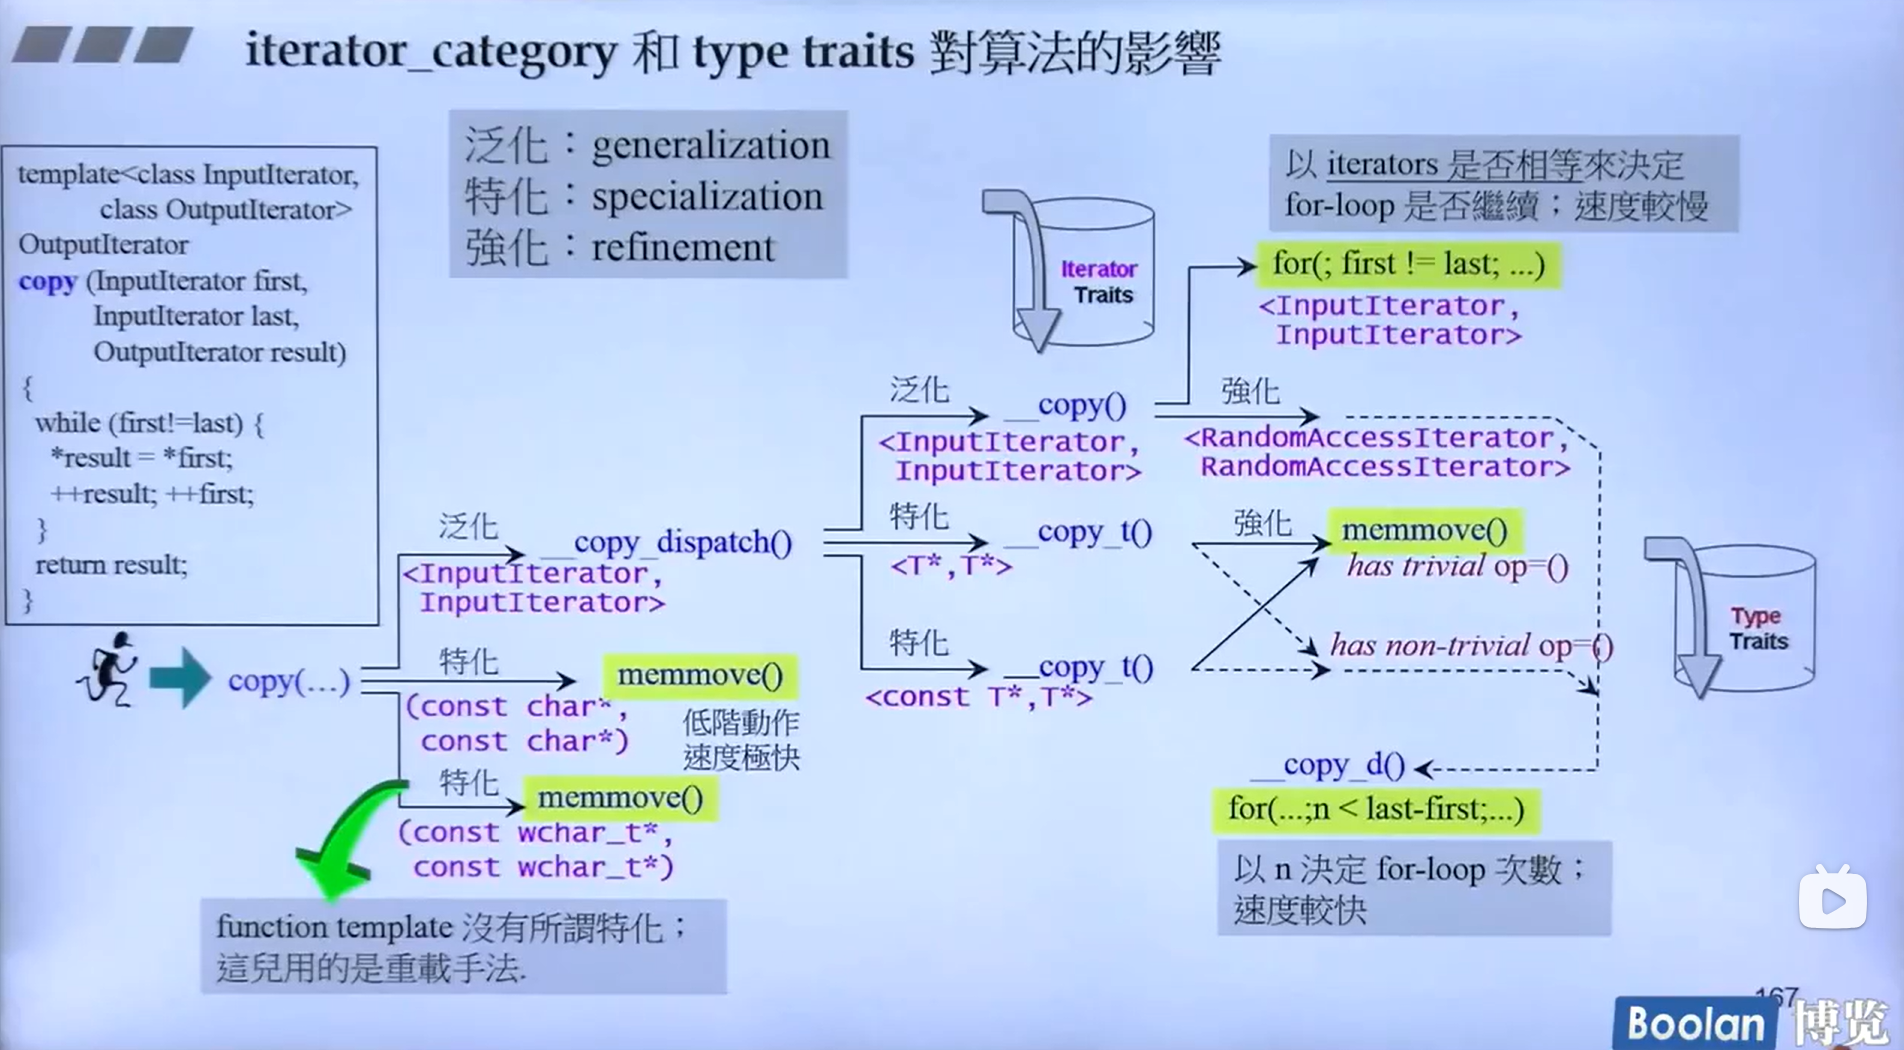 iterator_category 和 type traits 對算法的影響
泛化：generalization
特化：specialization
強化：refinement
template<class InputIterator,
class OutputIterator>
OutputIterator
copy (InputIterator first,
InputIterator last,
OutputIterator result)
{
while (first!=last) {
*result = *first;
++result; ++first;
}
return result;
}
以 iterators 是否相等來決定
for-loop 是否繼續；速度較慢
for(; first != last; ...)
<InputIterator,
InputIterator>
Iterator
Traits
泛化
__copy()
<InputIterator,
InputIterator>
強化
<RandomAccessIterator,
RandomAccessIterator>
泛化
__copy_dispatch()
<InputIterator,
InputIterator>
特化
__copy_t()
<T*,T*>
強化
memmove()
has trivial op=()
has non-trivial op=()
Type
Traits
特化
__copy_t()
<const T*,T*>
copy(...)
特化
memmove()
(const char*,
const char*)
低階動作
速度極快
特化
memmove()
(const wchar_t*,
const wchar_t*)
__copy_d()
for(...;n < last-first;...)
以 n 決定 for-loop 次數；
速度較快
function template 沒有所謂特化；
這兒用的是重載手法.
167
Boolan 博览